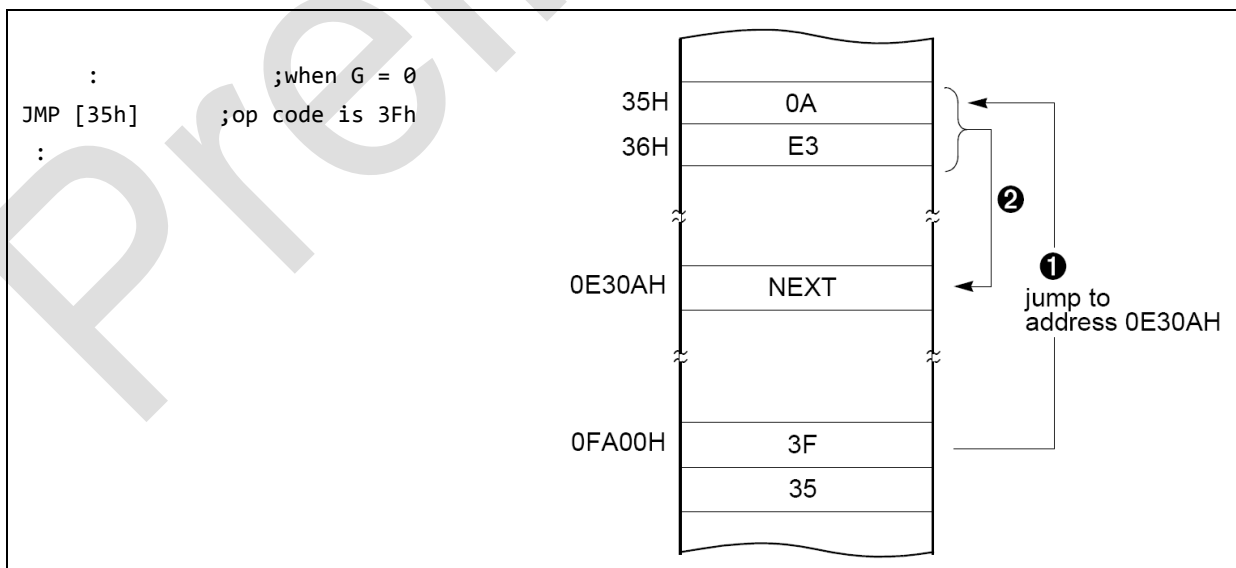 :                      ;when G = 0
JMP [35h]        ;op code is 3Fh
:
35H 0A
36H E3
❷
0E30AH NEXT
❶
jump to
address 0E30AH
0FA00H 3F
35